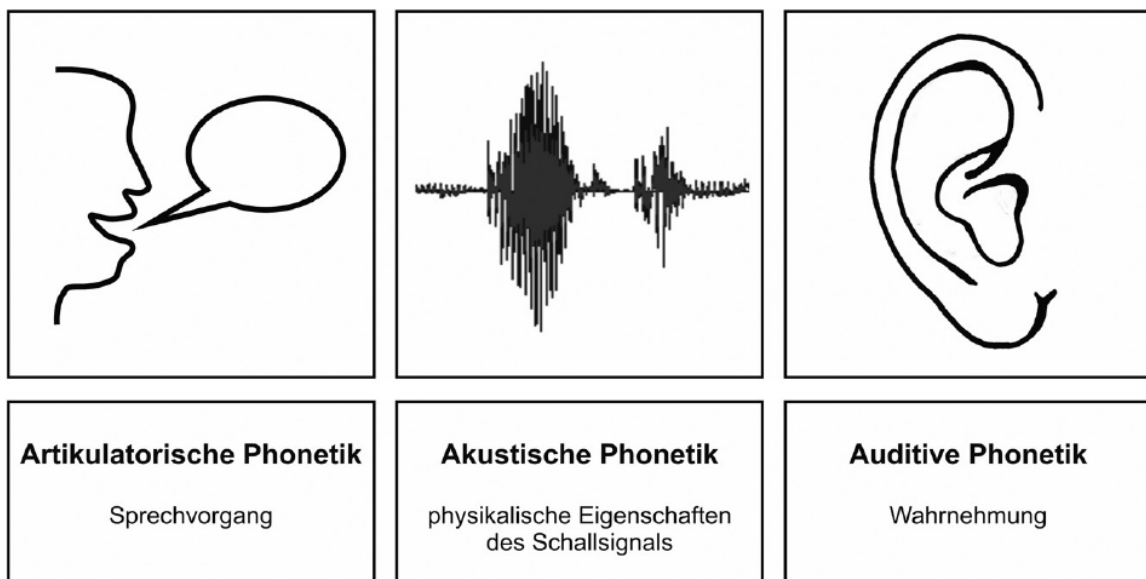 Artikulatorische Phonetik
Sprechvorgang
Akustische Phonetik
physikalische Eigenschaften
des Schallsignals
Auditive Phonetik
Wahrnehmung